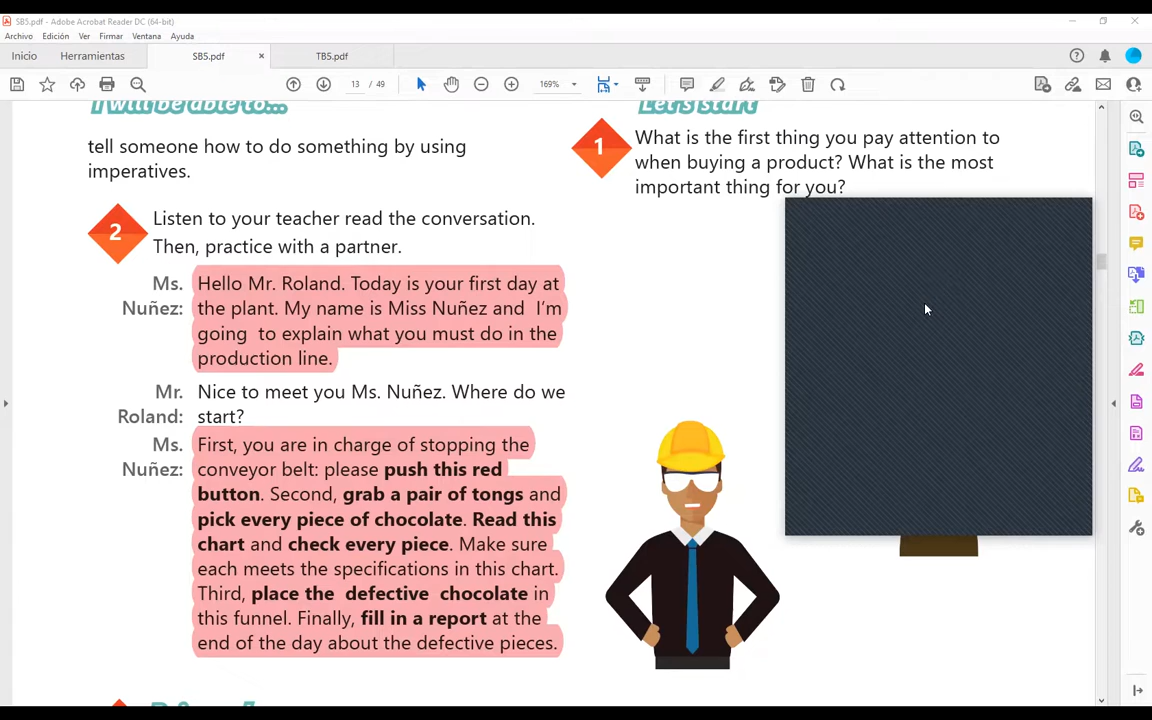 SB5.pdf - Adobe Acrobat Reader DC (64-bit)
Archivo Edición Ver Firmar Ventana Ayuda
Inicio Herramientas SB5.pdf × TB5.pdf
13 / 49 169%
I will be able to...
tell someone how to do something by using
imperatives.
Let's start
1 What is the first thing you pay attention to
when buying a product? What is the most
important thing for you?
2 Listen to your teacher read the conversation.
Then, practice with a partner.
Ms. Nuñez: Hello Mr. Roland. Today is your first day at
the plant. My name is Miss Nuñez and I'm
going to explain what you must do in the
production line.
Mr. Roland: Nice to meet you Ms. Nuñez. Where do we
start?
Ms. Nuñez: First, you are in charge of stopping the
conveyor belt: please push this red
button. Second, grab a pair of tongs and
pick every piece of chocolate. Read this
chart and check every piece. Make sure
each meets the specifications in this chart.
Third, place the defective chocolate in
this funnel. Finally, fill in a report at the
end of the day about the defective pieces.